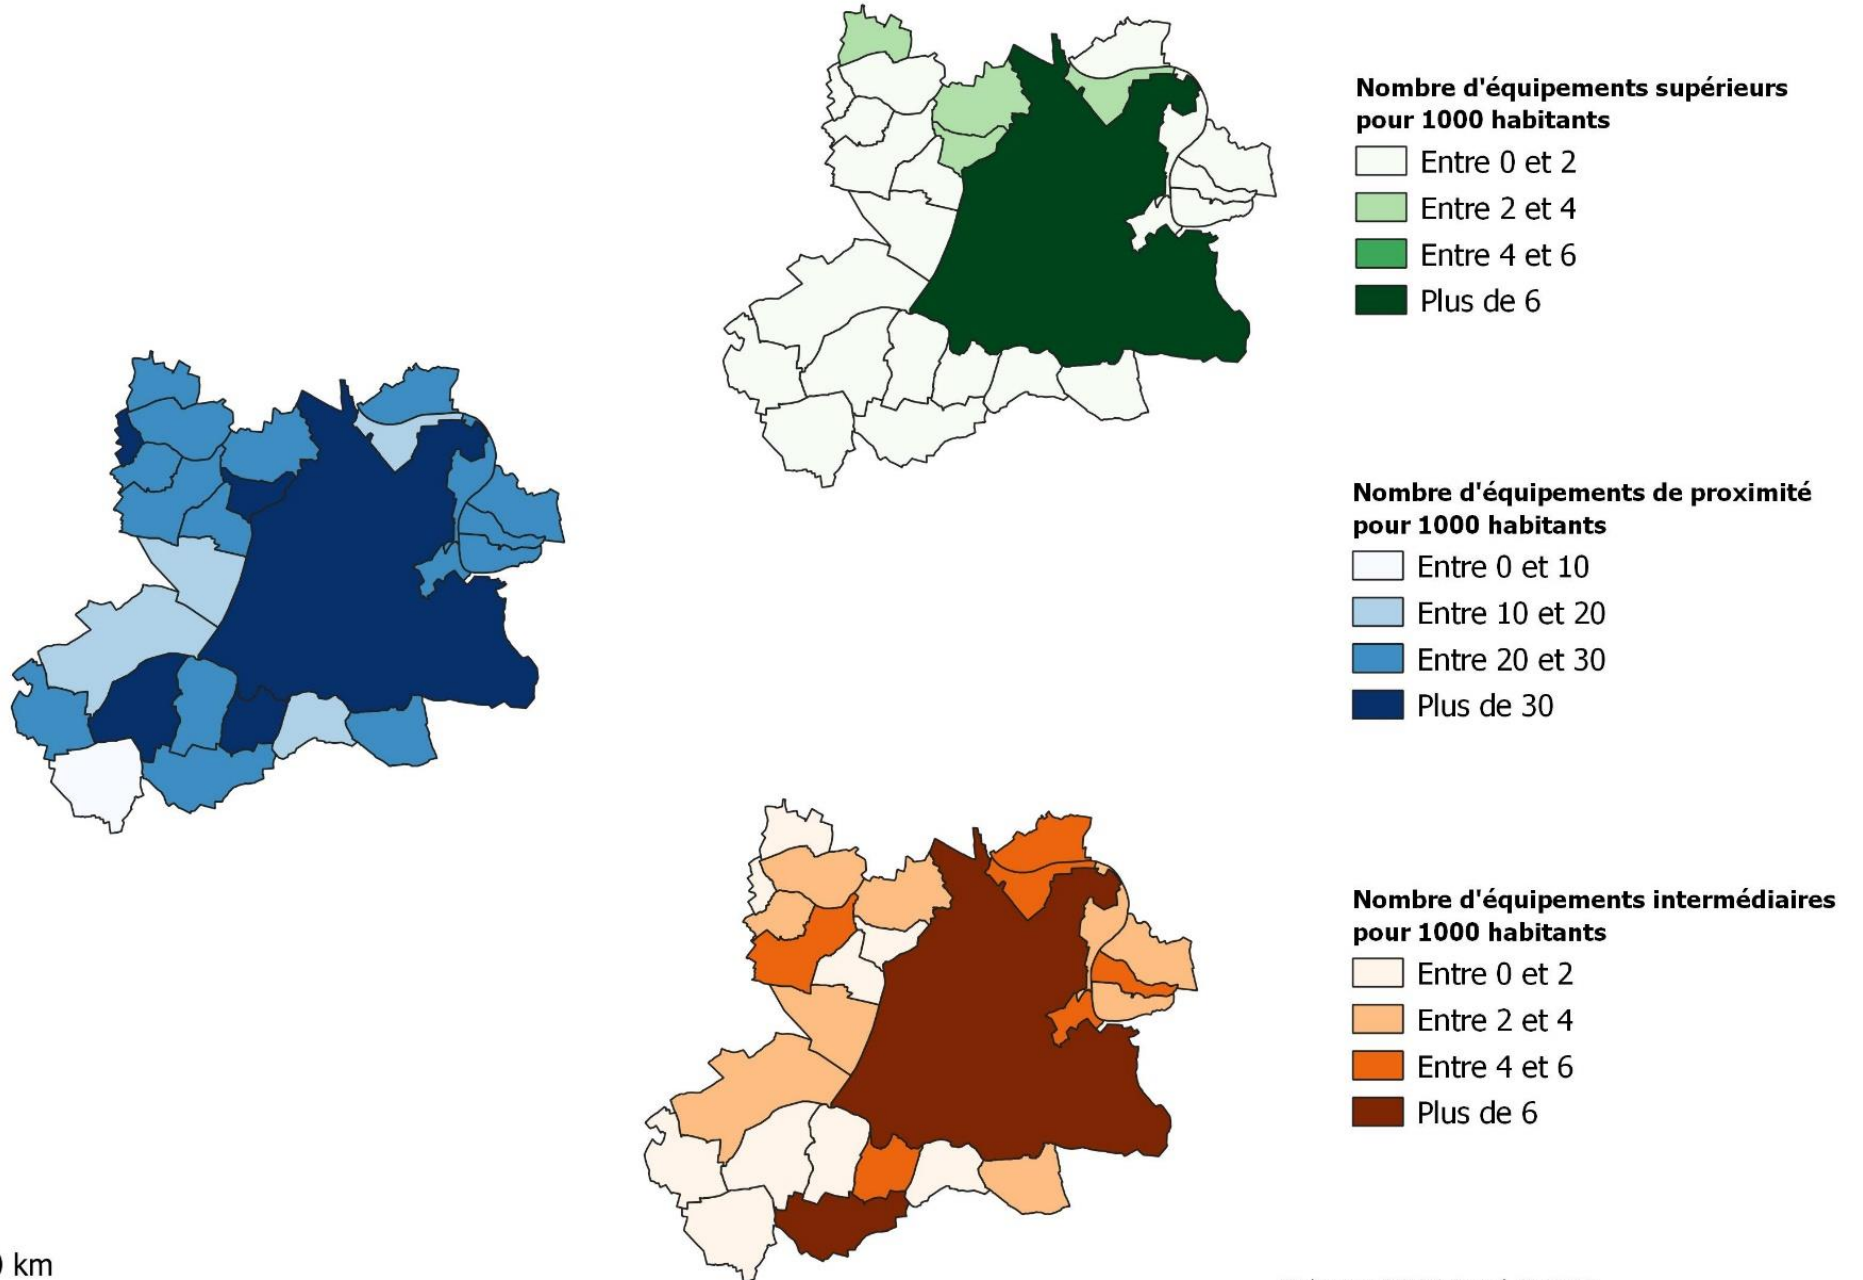 Nombre d'équipements supérieurs
pour 1000 habitants
Entre 0 et 2
Entre 2 et 4
Entre 4 et 6
Plus de 6
Nombre d'équipements de proximité
pour 1000 habitants
Entre 0 et 10
Entre 10 et 20
Entre 20 et 30
Plus de 30
Nombre d'équipements intermédiaires
pour 1000 habitants
Entre 0 et 2
Entre 2 et 4
Entre 4 et 6
Plus de 6
km